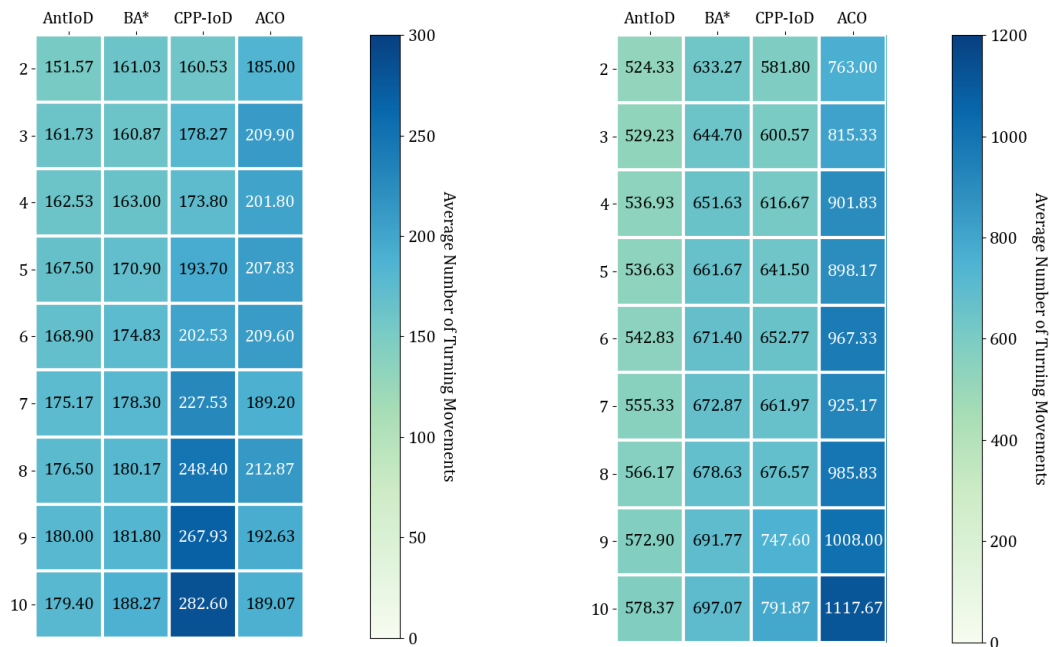 AntIoD BA* CPP-IoD ACO
2 151.57 161.03 160.53 185.00
3 161.73 160.87 178.27 209.90
4 162.53 163.00 173.80 201.80
5 167.50 170.90 193.70 207.83
6 168.90 174.83 202.53 209.60
7 175.17 178.30 227.53 189.20
8 176.50 180.17 248.40 212.87
9 180.00 181.80 267.93 192.63
10 179.40 188.27 282.60 189.07
300
250
200
150
100
50
0
Average Number of Turning Movements
AntIoD BA* CPP-IoD ACO
2 524.33 633.27 581.80 763.00
3 529.23 644.70 600.57 815.33
4 536.93 651.63 616.67 901.83
5 536.63 661.67 641.50 898.17
6 542.83 671.40 652.77 967.33
7 555.33 672.87 661.97 925.17
8 566.17 678.63 676.57 985.83
9 572.90 691.77 747.60 1008.00
10 578.37 697.07 791.87 1117.67
1200
1000
800
600
400
200
0
Average Number of Turning Movements